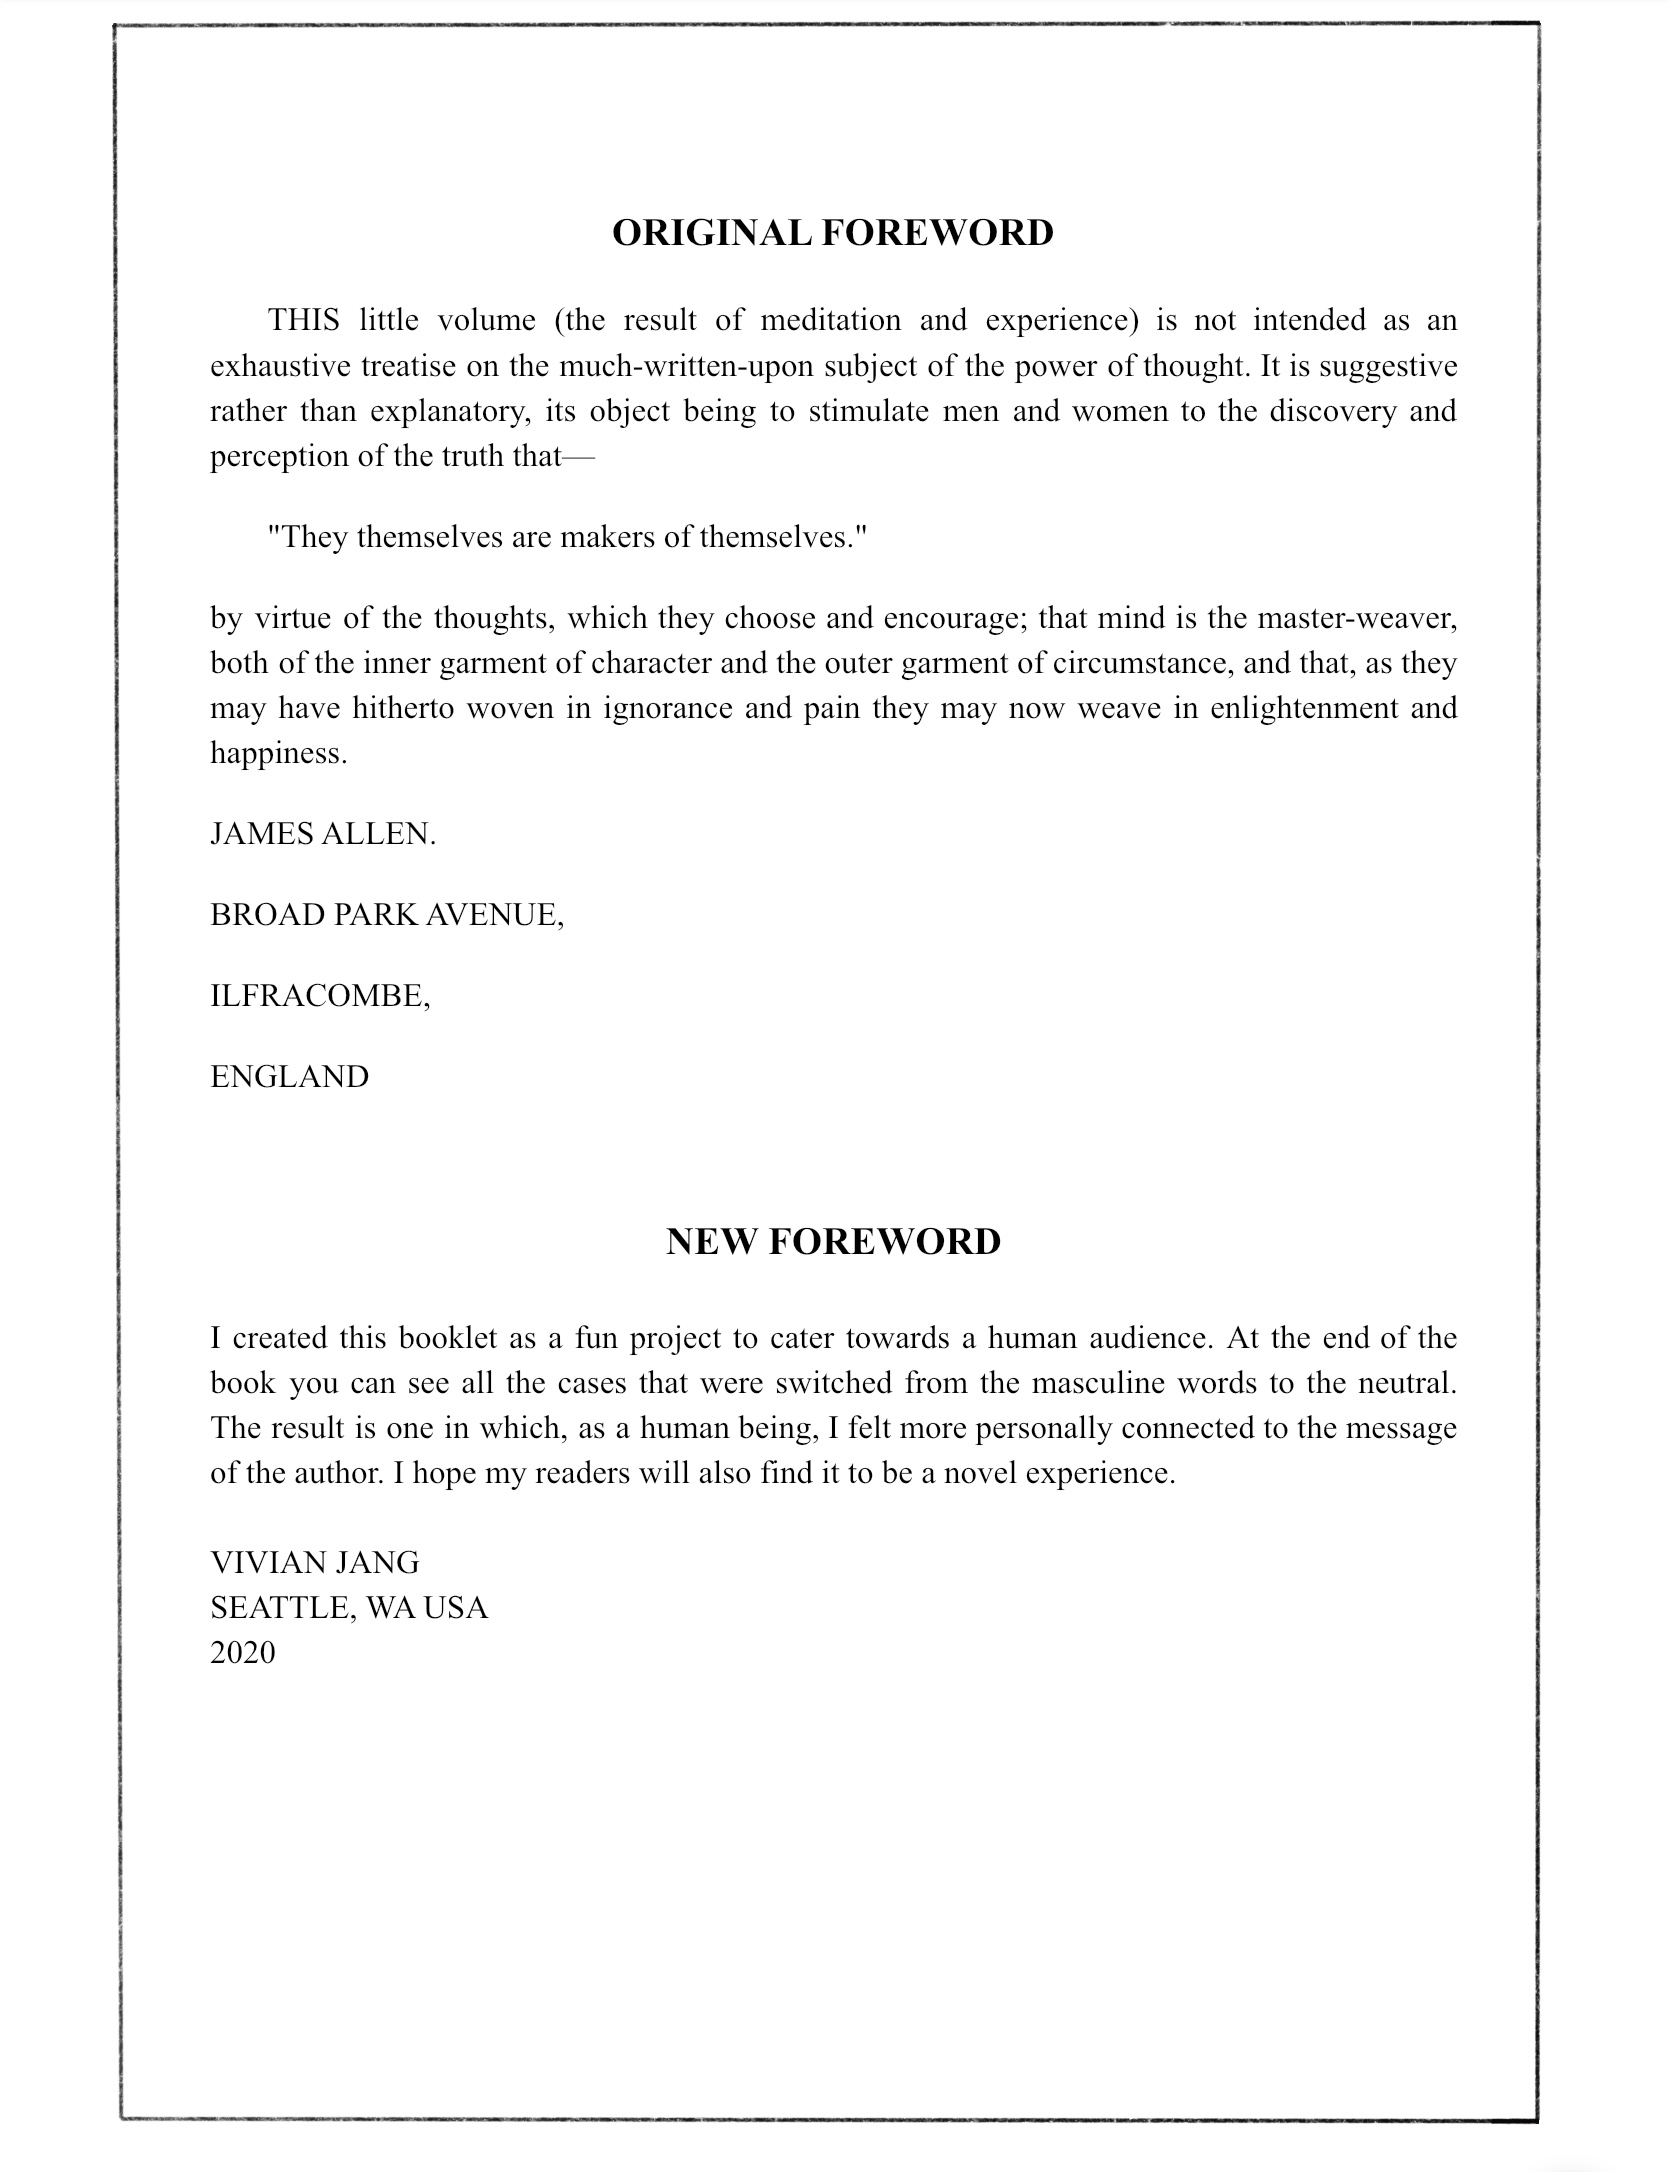 ORIGINAL FOREWORD
THIS little volume (the result of meditation and experience) is not intended as an
exhaustive treatise on the much-written-upon subject of the power of thought. It is suggestive
rather than explanatory, its object being to stimulate men and women to the discovery and
perception of the truth that—
"They themselves are makers of themselves."
by virtue of the thoughts, which they choose and encourage; that mind is the master-weaver,
both of the inner garment of character and the outer garment of circumstance, and that, as they
may have hitherto woven in ignorance and pain they may now weave in enlightenment and
happiness.
JAMES ALLEN.
BROAD PARK AVENUE,
ILFRACOMBE,
ENGLAND
NEW FOREWORD
I created this booklet as a fun project to cater towards a human audience. At the end of the
book you can see all the cases that were switched from the masculine words to the neutral.
The result is one in which, as a human being, I felt more personally connected to the message
of the author. I hope my readers will also find it to be a novel experience.
VIVIAN JANG
SEATTLE, WA USA
2020